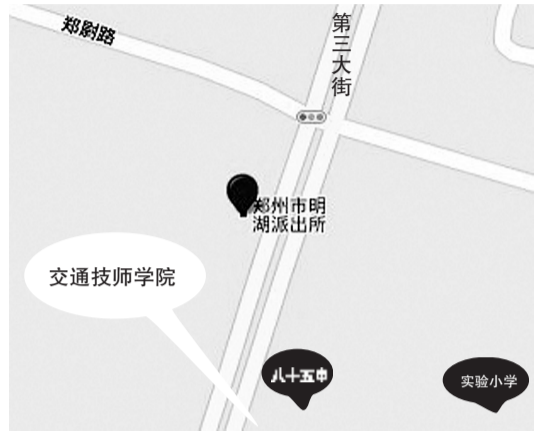 郑尉路
第三大街
郑州市明
湖派出所
交通技师学院
八十五中
实验小学